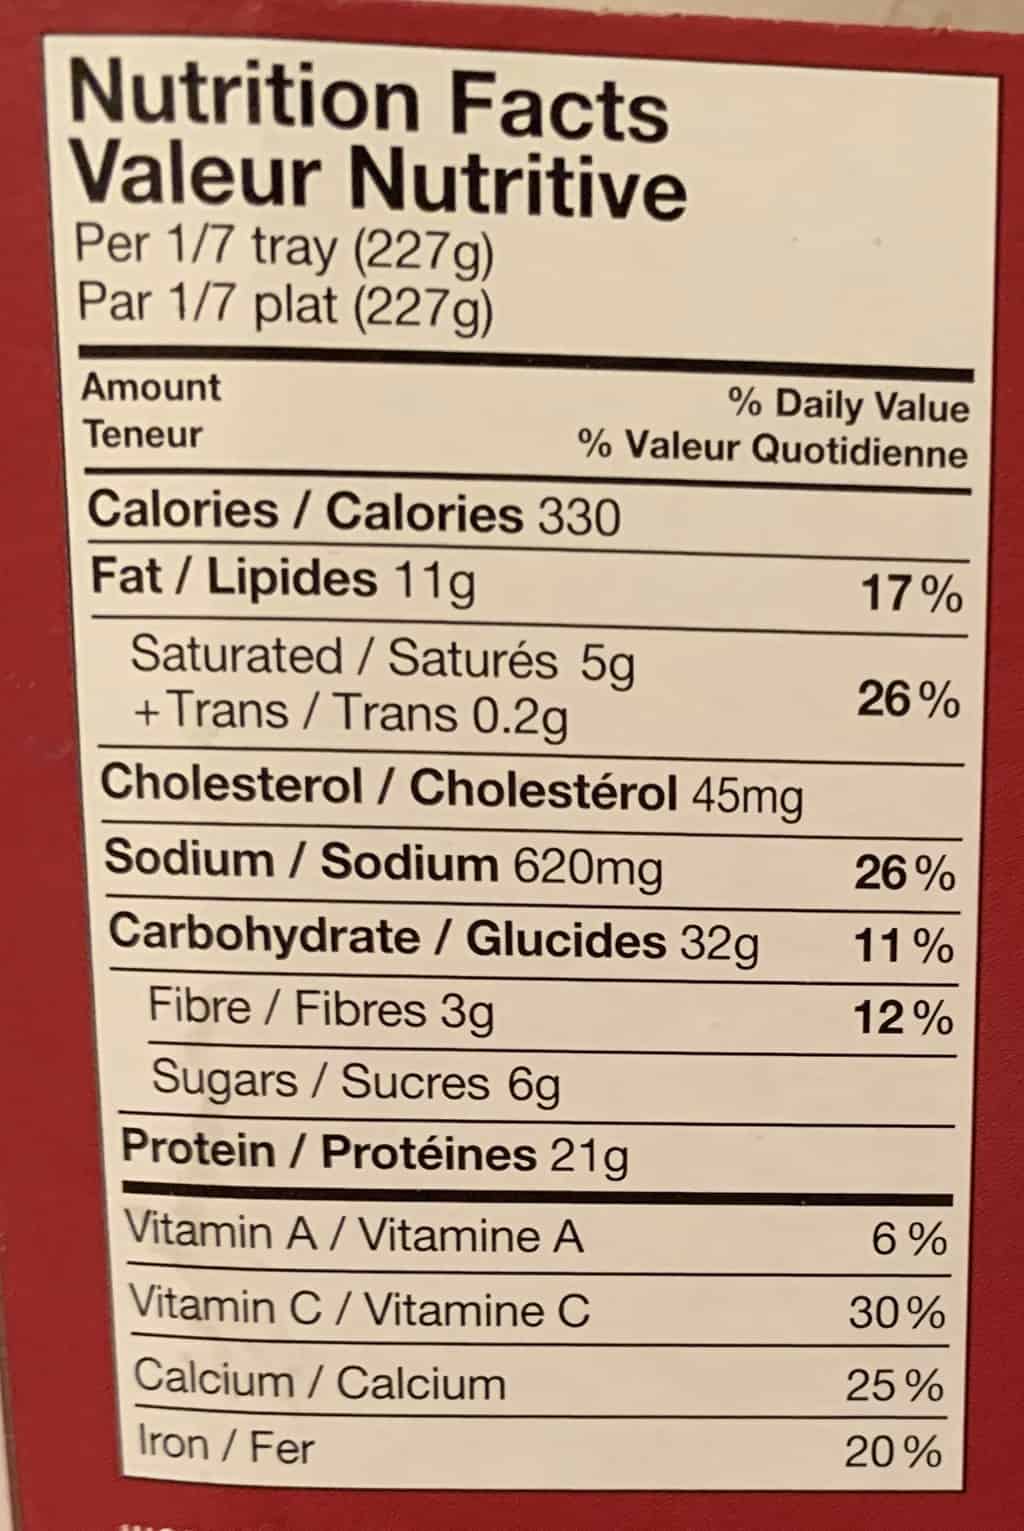 Nutrition Facts
Valeur Nutritive
Per 1/7 tray (227g)
Par 1/7 plat (227g)
Amount % Daily Value
Teneur % Valeur Quotidienne
Calories / Calories 330
Fat / Lipides 11g 17%
Saturated / Saturés 5g
+Trans / Trans 0.2g 26%
Cholesterol / Cholestérol 45mg
Sodium / Sodium 620mg 26%
Carbohydrate / Glucides 32g 11%
Fibre / Fibres 3g 12%
Sugars / Sucres 6g
Protein / Protéines 21g
Vitamin A / Vitamine A 6%
Vitamin C / Vitamine C 30%
Calcium / Calcium 25%
Iron / Fer 20%